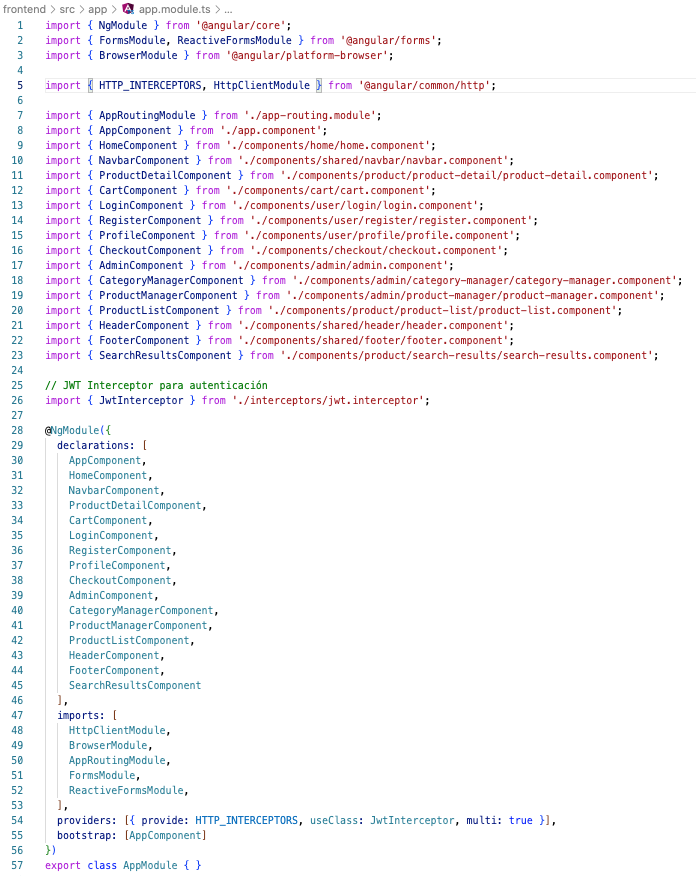 frontend > src > app > app.module.ts > ...
1 import { NgModule } from '@angular/core';
2 import { FormsModule, ReactiveFormsModule } from '@angular/forms';
3 import { BrowserModule } from '@angular/platform-browser';
4
5 import { HTTP_INTERCEPTORS, HttpClientModule } from '@angular/common/http';
6
7 import { AppRoutingModule } from './app-routing.module';
8 import { AppComponent } from './app.component';
9 import { HomeComponent } from './components/home/home.component';
10 import { NavbarComponent } from './components/shared/navbar/navbar.component';
11 import { ProductDetailComponent } from './components/product/product-detail/product-detail.component';
12 import { CartComponent } from './components/cart/cart.component';
13 import { LoginComponent } from './components/user/login/login.component';
14 import { RegisterComponent } from './components/user/register/register.component';
15 import { ProfileComponent } from './components/user/profile/profile.component';
16 import { CheckoutComponent } from './components/checkout/checkout.component';
17 import { AdminComponent } from './components/admin/admin.component';
18 import { CategoryManagerComponent } from './components/admin/category-manager/category-manager.component';
19 import { ProductManagerComponent } from './components/admin/product-manager/product-manager.component';
20 import { ProductListComponent } from './components/product/product-list/product-list.component';
21 import { HeaderComponent } from './components/shared/header/header.component';
22 import { FooterComponent } from './components/shared/footer/footer.component';
23 import { SearchResultsComponent } from './components/product/search-results/search-results.component';
24
25 // JWT Interceptor para autenticación
26 import { JwtInterceptor } from './interceptors/jwt.interceptor';
27
28 @NgModule({
29 declarations: [
30 AppComponent,
31 HomeComponent,
32 NavbarComponent,
33 ProductDetailComponent,
34 CartComponent,
35 LoginComponent,
36 RegisterComponent,
37 ProfileComponent,
38 CheckoutComponent,
39 AdminComponent,
40 CategoryManagerComponent,
41 ProductManagerComponent,
42 ProductListComponent,
43 HeaderComponent,
44 FooterComponent,
45 SearchResultsComponent
46 ],
47 imports: [
48 HttpClientModule,
49 BrowserModule,
50 AppRoutingModule,
51 FormsModule,
52 ReactiveFormsModule,
53 ],
54 providers: [{ provide: HTTP_INTERCEPTORS, useClass: JwtInterceptor, multi: true }],
55 bootstrap: [AppComponent]
56 })
57 export class AppModule { }